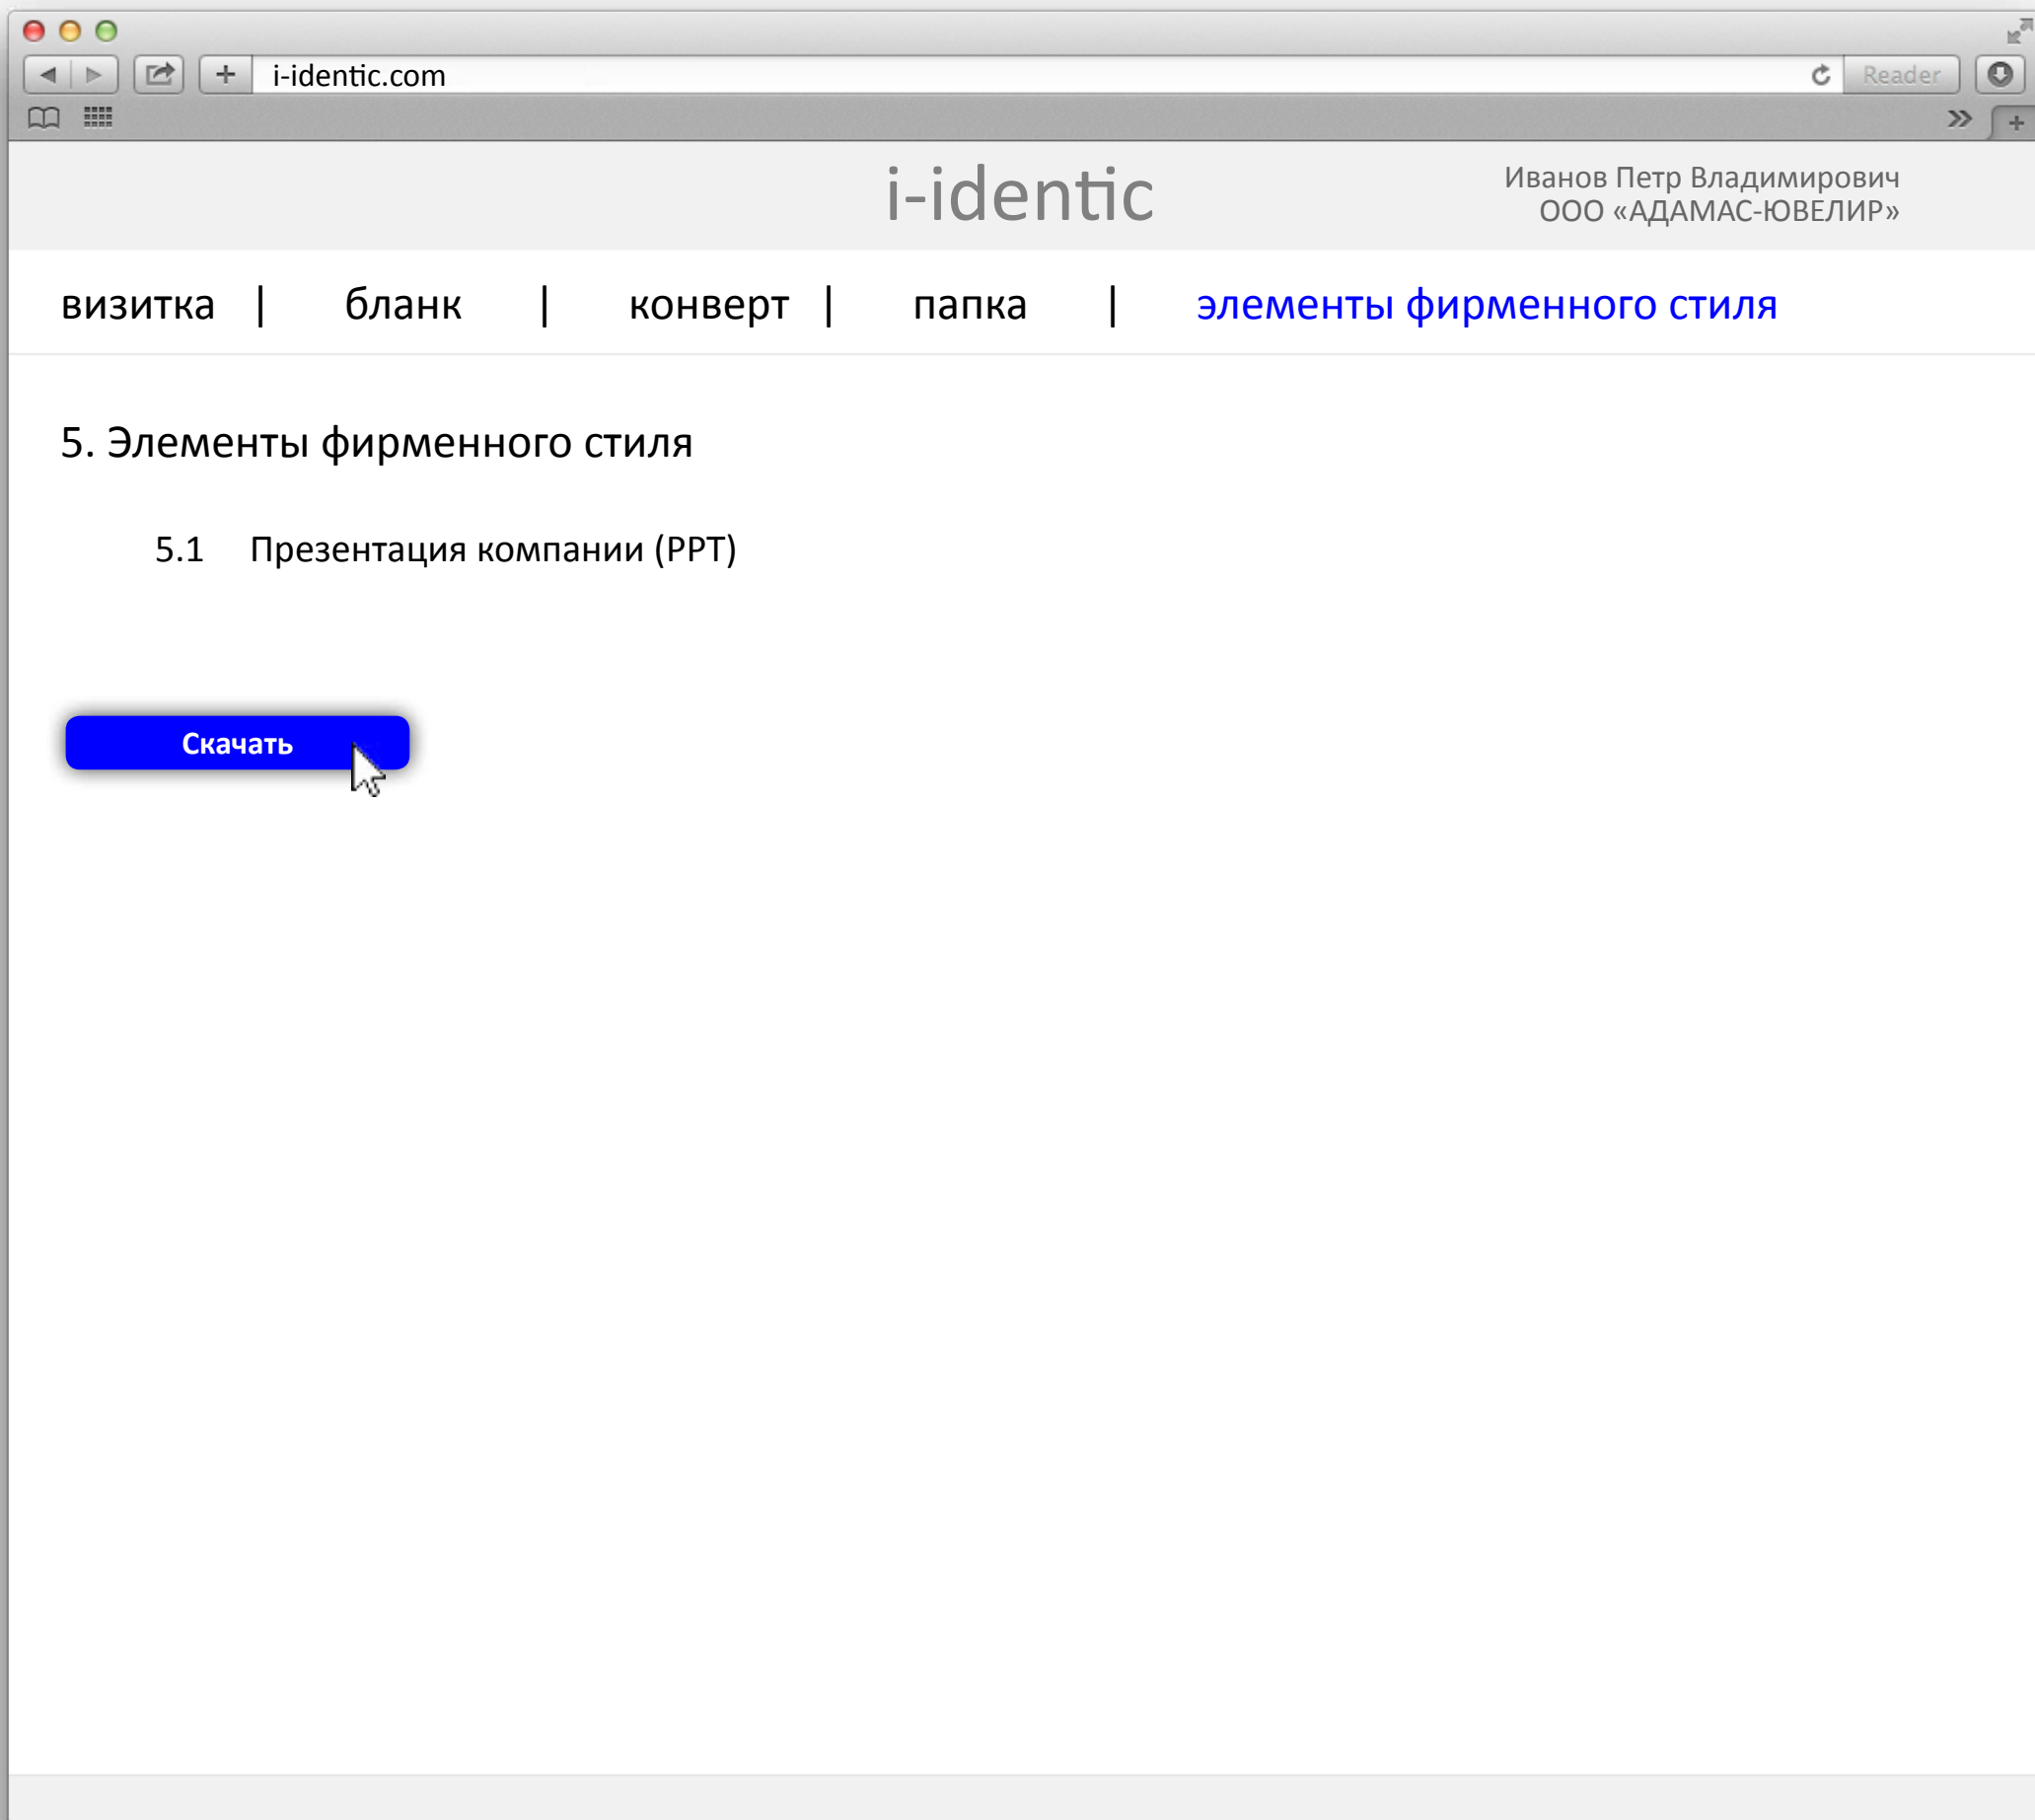 i-identic.com
Reader
i-identic
Иванов Петр Владимирович
ООО «АДАМАС-ЮВЕЛИР»
визитка | бланк | конверт | папка | элементы фирменного стиля
5. Элементы фирменного стиля
5.1 Презентация компании (PPT)
Скачать